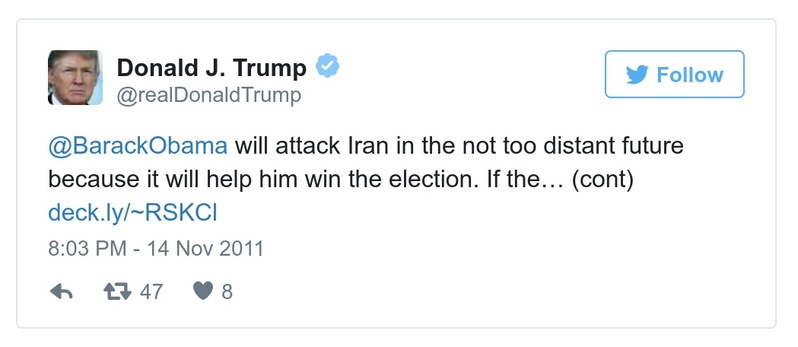 Donald J. Trump
@realDonaldTrump
Follow
@BarackObama will attack Iran in the not too distant future
because it will help him win the election. If the… (cont)
deck.ly/~RSKCl
8:03 PM - 14 Nov 2011
47 8